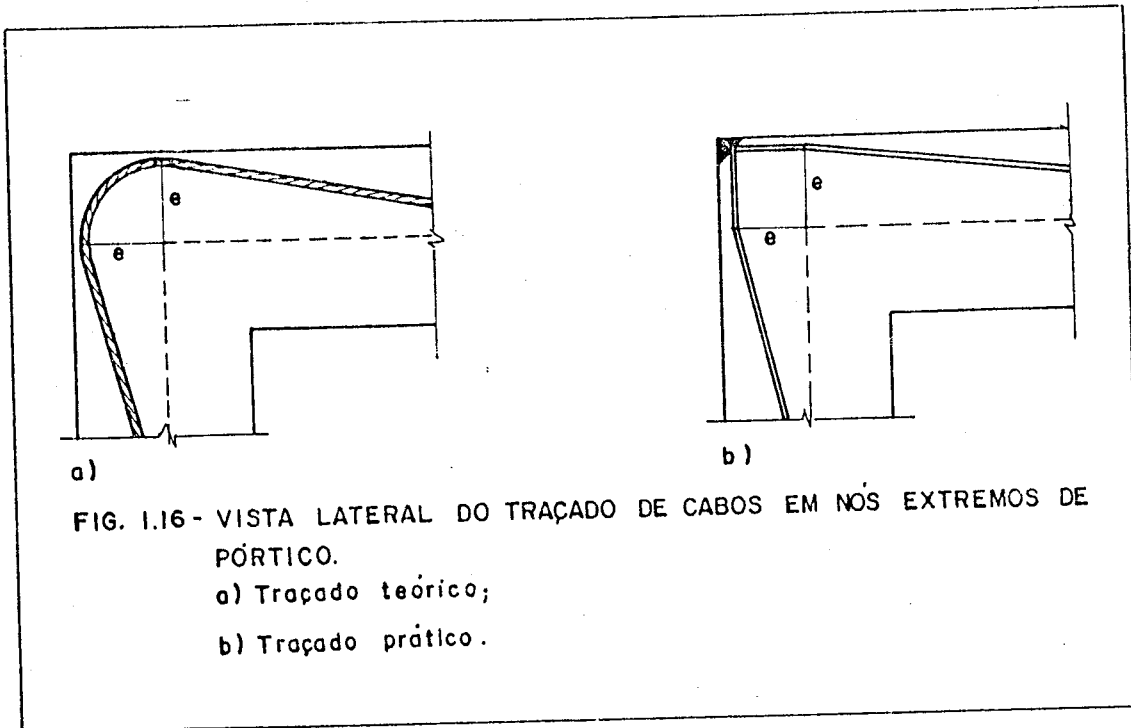 e
e
a)
e
e
b)
FIG. 1.16 - VISTA LATERAL DO TRAÇADO DE CABOS EM NÓS EXTREMOS DE
PÓRTICO.
a) Traçado teórico;
b) Traçado prático.